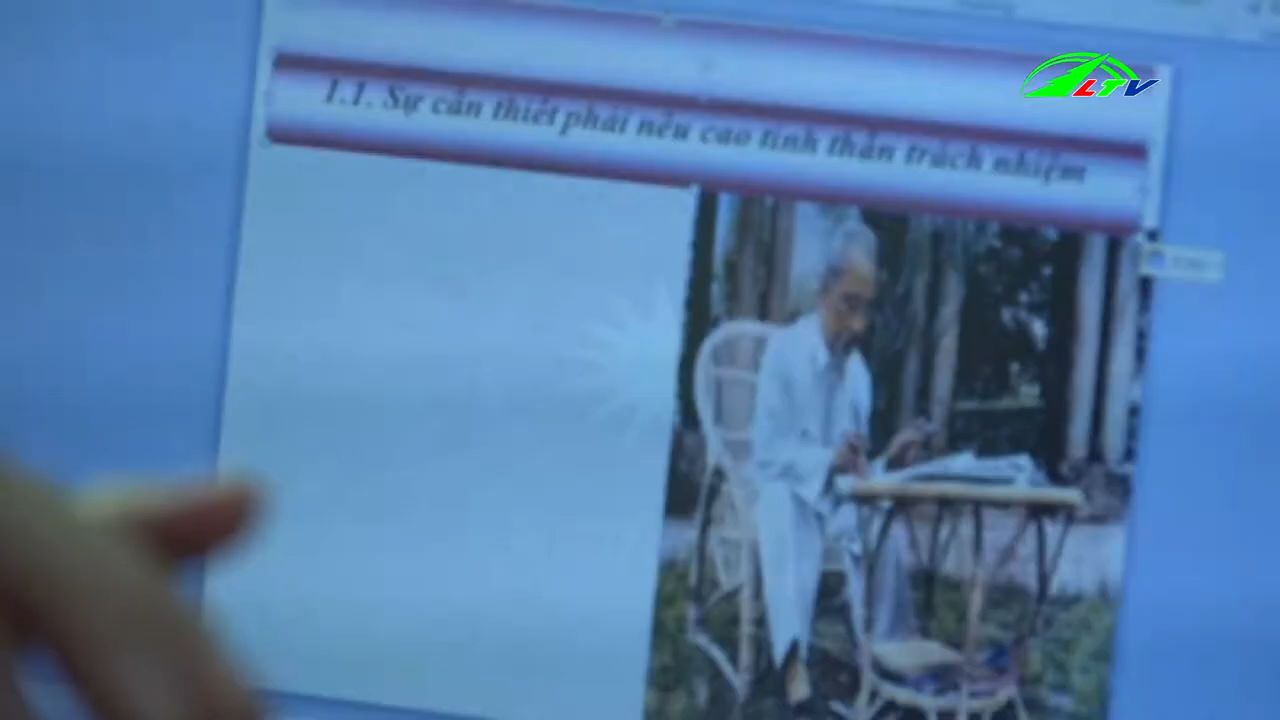 LTV
1.1. Sự cần thiết phải nêu cao tinh thần trách nhiệm